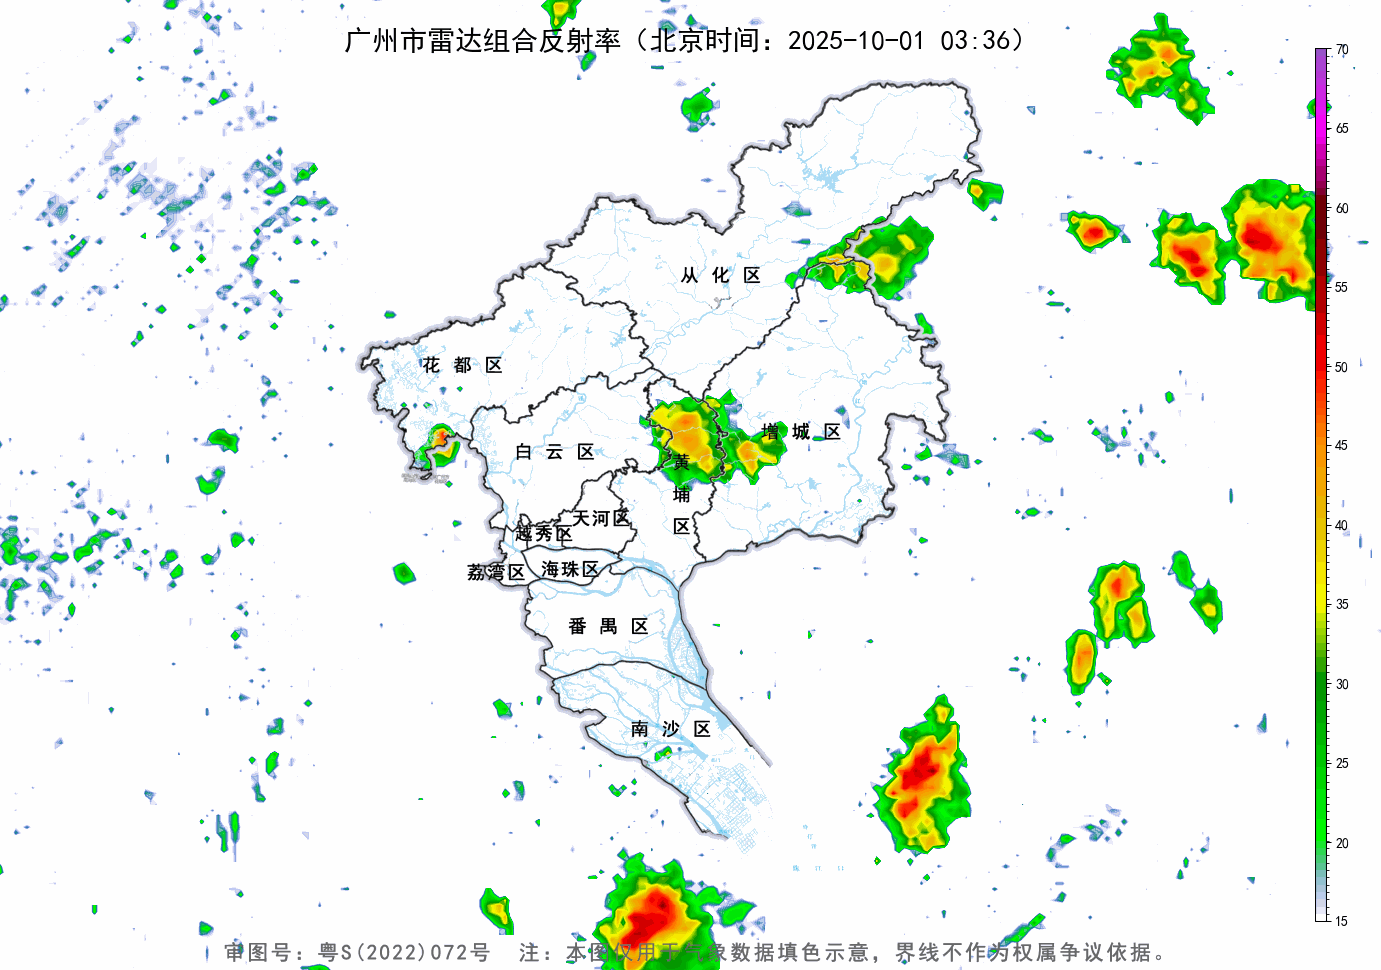 广州市雷达组合反射率（北京时间：2025-10-01 03:36）
70
65
60
55
50
45
40
35
30
25
20
15
从化区
花都区
增城区
白云区
黄埔区
天河区
越秀区
荔湾区
海珠区
番禺区
南沙区
审图号：粤S(2022)072号 注：本图仅用于气象数据填色示意，界线不作为权属争议依据。